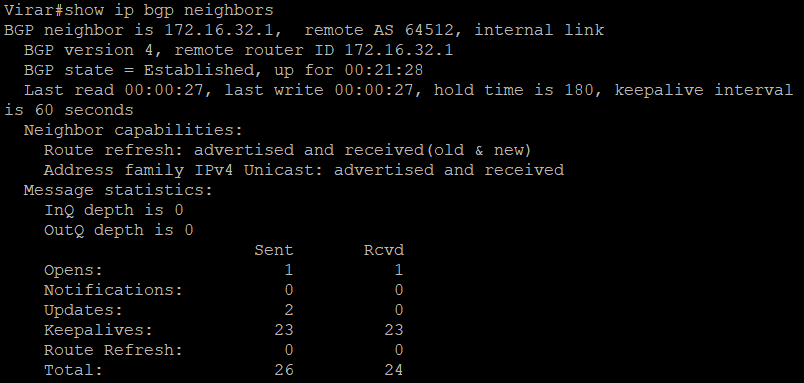 Virar#show ip bgp neighbors
BGP neighbor is 172.16.32.1,  remote AS 64512, internal link
  BGP version 4, remote router ID 172.16.32.1
  BGP state = Established, up for 00:21:28
  Last read 00:00:27, last write 00:00:27, hold time is 180, keepalive interval
is 60 seconds
  Neighbor capabilities:
    Route refresh: advertised and received(old & new)
    Address family IPv4 Unicast: advertised and received
  Message statistics:
    InQ depth is 0
    OutQ depth is 0
                         Sent       Rcvd
    Opens:                  1          1
    Notifications:          0          0
    Updates:                2          0
    Keepalives:            23         23
    Route Refresh:          0          0
    Total:                 26         24